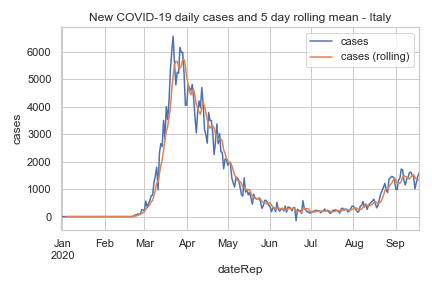 New COVID-19 daily cases and 5 day rolling mean - Italy
cases
cases (rolling)
6000
5000
4000
3000
2000
1000
0
cases
Jan Feb Mar Apr May Jun Jul Aug Sep
2020
dateRep